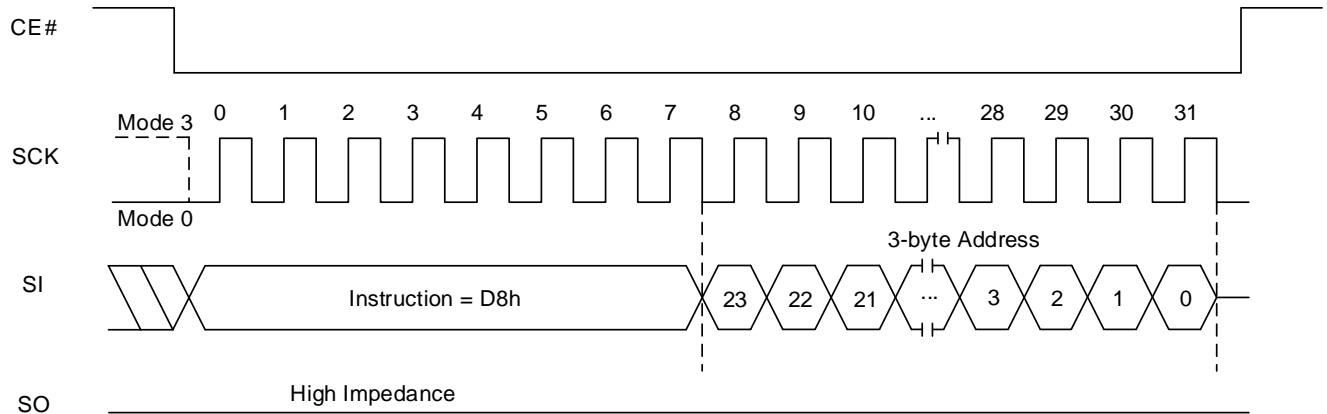 CE#
SCK
Mode 3
0 1 2 3 4 5 6 7 8 9 10 ... 28 29 30 31
Mode 0
3-byte Address
SI
Instruction = D8h
23 22 21 ... 3 2 1 0
SO
High Impedance